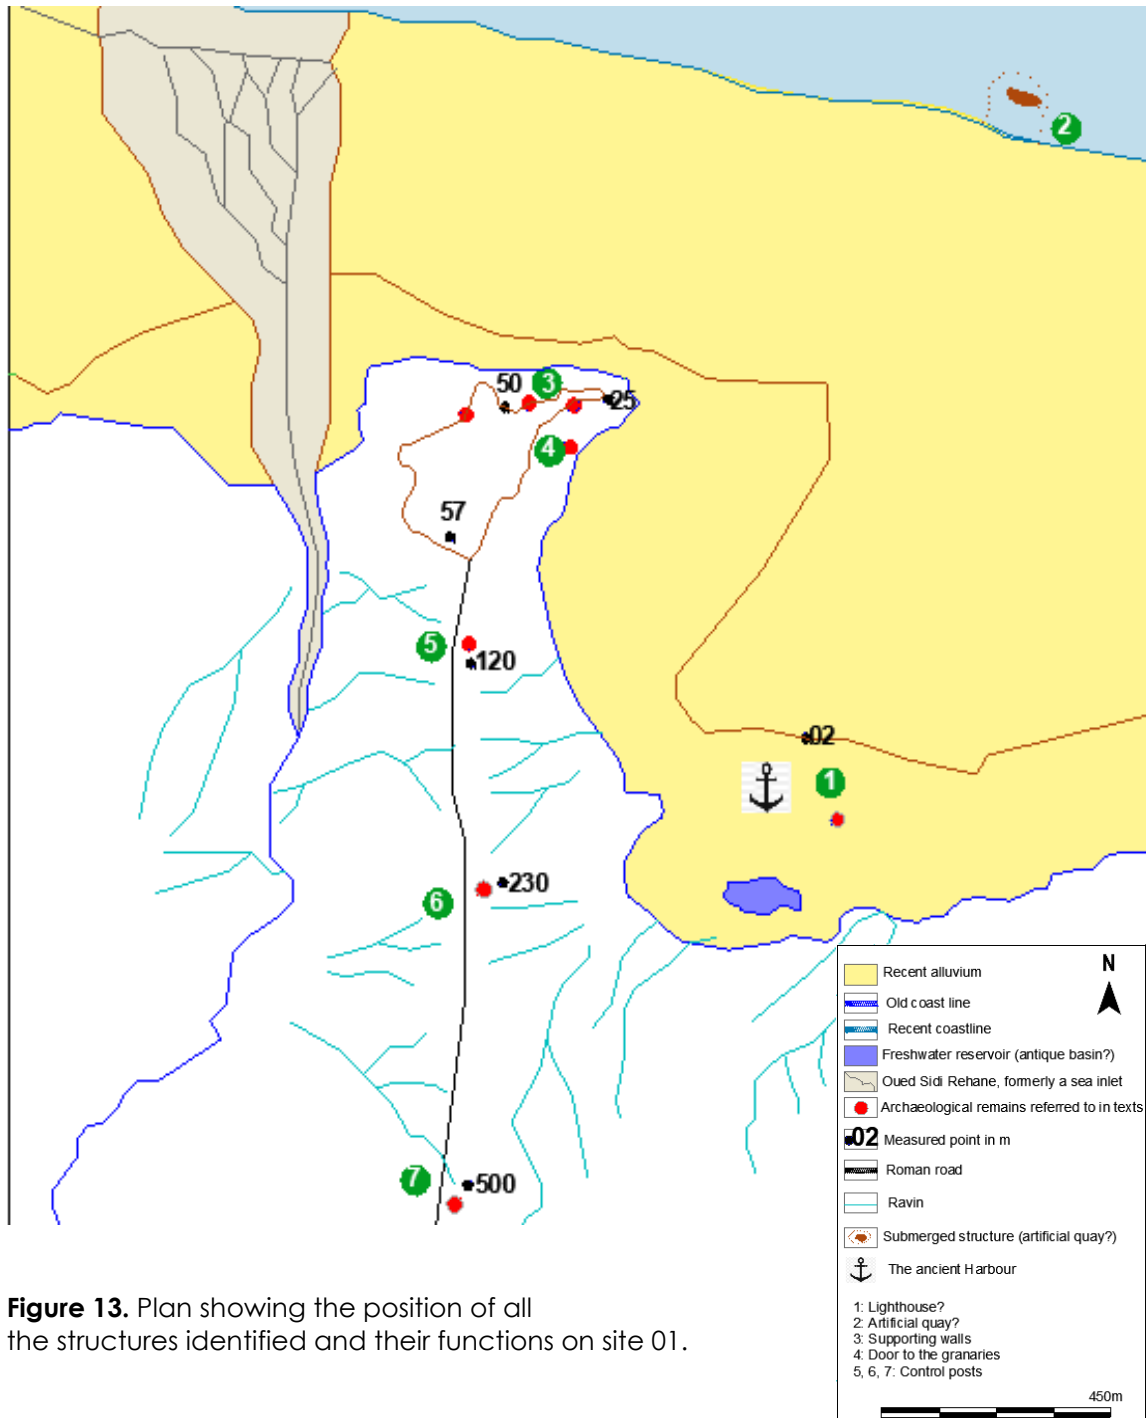 2
50
3
25
4
57
5
120
02
1
230
6
7
500
N
Recent alluvium
Old coast line
Recent coastline
Freshwater reservoir (antique basin?)
Oued Sidi Rehane, formerly a sea inlet
Archaeological remains referred to in texts
02 Measured point in m
Roman road
Ravin
Submerged structure (artificial quay?)
The ancient Harbour
1: Lighthouse?
2: Artificial quay?
3: Supporting walls
4: Door to the granaries
5, 6, 7: Control posts
450m
Figure 13. Plan showing the position of all
the structures identified and their functions on site 01.